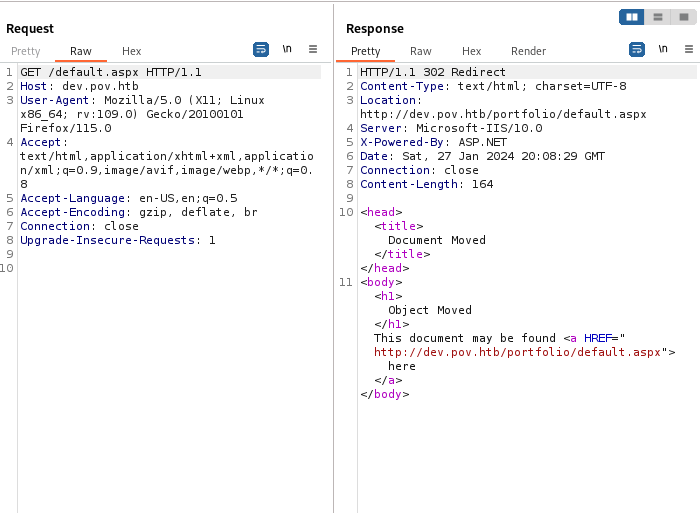 Request
Pretty Raw Hex \n
1 GET /default.aspx HTTP/1.1
2 Host: dev.pov.htb
3 User-Agent: Mozilla/5.0 (X11; Linux
x86_64; rv:109.0) Gecko/20100101
Firefox/115.0
4 Accept:
text/html,application/xhtml+xml,applicatio
n/xml;q=0.9,image/avif,image/webp,*/*;q=0.
8
5 Accept-Language: en-US,en;q=0.5
6 Accept-Encoding: gzip, deflate, br
7 Connection: close
8 Upgrade-Insecure-Requests: 1
9
10
Response
Pretty Raw Hex Render \n
1 HTTP/1.1 302 Redirect
2 Content-Type: text/html; charset=UTF-8
3 Location:
http://dev.pov.htb/portfolio/default.aspx
4 Server: Microsoft-IIS/10.0
5 X-Powered-By: ASP.NET
6 Date: Sat, 27 Jan 2024 20:08:29 GMT
7 Connection: close
8 Content-Length: 164
9
10 <head>
<title>
Document Moved
</title>
</head>
11 <body>
<h1>
Object Moved
</h1>
This document may be found <a HREF="
http://dev.pov.htb/portfolio/default.aspx">
here
</a>
</body>